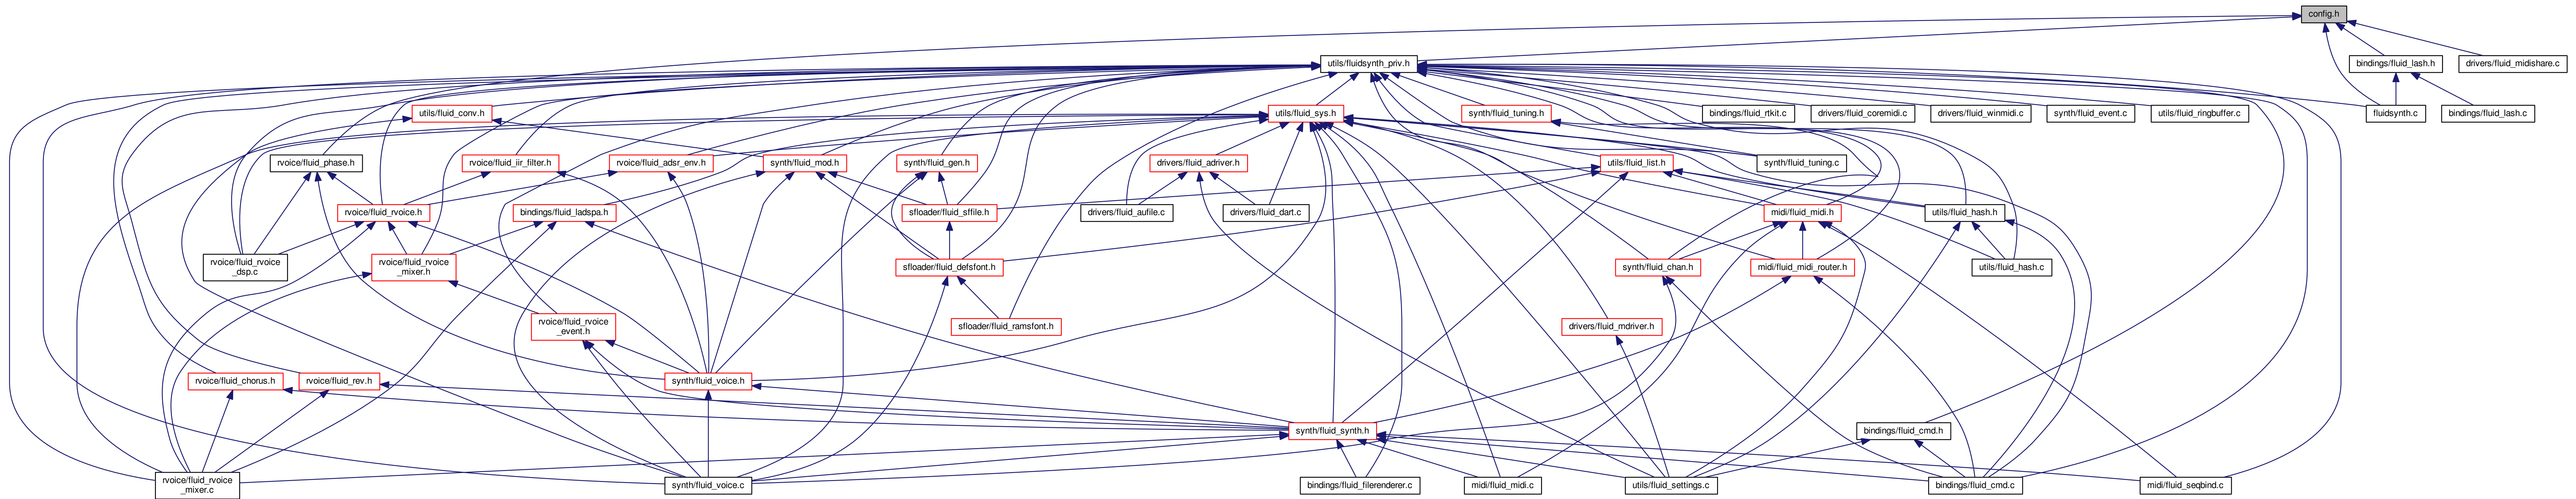 config.h
utils/fluidsynth_priv.h
bindings/fluid_lash.h
drivers/fluid_midishare.c
utils/fluid_conv.h
utils/fluid_sys.h
synth/fluid_tuning.h
bindings/fluid_rtkit.c
drivers/fluid_coremidi.c
drivers/fluid_winmidi.c
synth/fluid_event.c
utils/fluid_ringbuffer.c
fluidsynth.c
bindings/fluid_lash.c
rvoice/fluid_phase.h
rvoice/fluid_iir_filter.h
rvoice/fluid_adsr_env.h
synth/fluid_mod.h
synth/fluid_gen.h
drivers/fluid_adriver.h
utils/fluid_list.h
synth/fluid_tuning.c
rvoice/fluid_rvoice.h
bindings/fluid_ladspa.h
sfloader/fluid_sffile.h
drivers/fluid_aufile.c
drivers/fluid_dart.c
midi/fluid_midi.h
utils/fluid_hash.h
rvoice/fluid_rvoice
_dsp.c
rvoice/fluid_rvoice
_mixer.h
sfloader/fluid_defsfont.h
synth/fluid_chan.h
midi/fluid_midi_router.h
utils/fluid_hash.c
rvoice/fluid_rvoice
_event.h
sfloader/fluid_ramsfont.h
drivers/fluid_mdriver.h
rvoice/fluid_chorus.h
rvoice/fluid_rev.h
synth/fluid_voice.h
synth/fluid_synth.h
bindings/fluid_cmd.h
rvoice/fluid_rvoice
_mixer.c
synth/fluid_voice.c
bindings/fluid_filerenderer.c
midi/fluid_midi.c
utils/fluid_settings.c
bindings/fluid_cmd.c
midi/fluid_seqbind.c